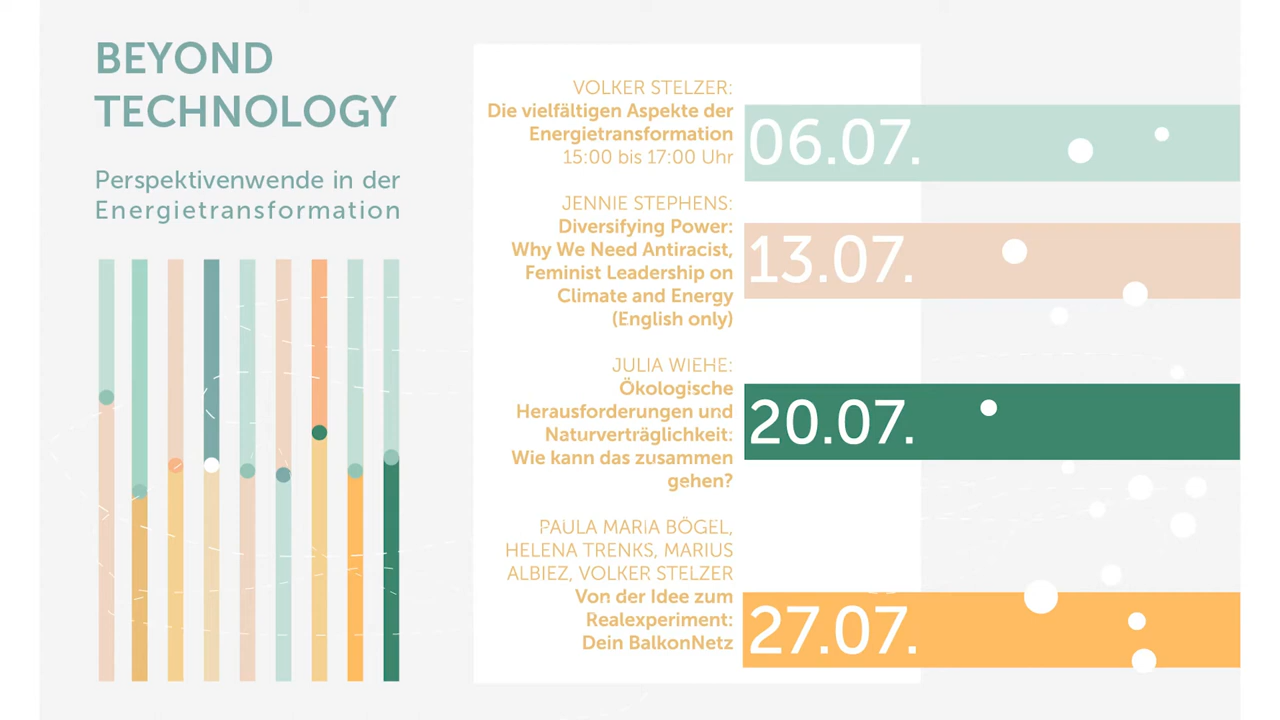 BEYOND
TECHNOLOGY
Perspektivenwende in der
Energietransformation
VOLKER STELZER:
Die vielfältigen Aspekte der
Energietransformation
15:00 bis 17:00 Uhr
06.07.
JENNIE STEPHENS:
Diversifying Power:
Why We Need Antiracist,
Feminist Leadership on
Climate and Energy
(English only)
13.07.
JULIA WIEHE:
Ökologische
Herausforderungen und
Naturverträglichkeit:
Wie kann das zusammen
gehen?
20.07.
PAULA MARIA BÖGEL,
HELENA TRENKS, MARIUS
ALBIEZ, VOLKER STELZER
Von der Idee zum
Realexperiment:
Dein BalkonNetz
27.07.